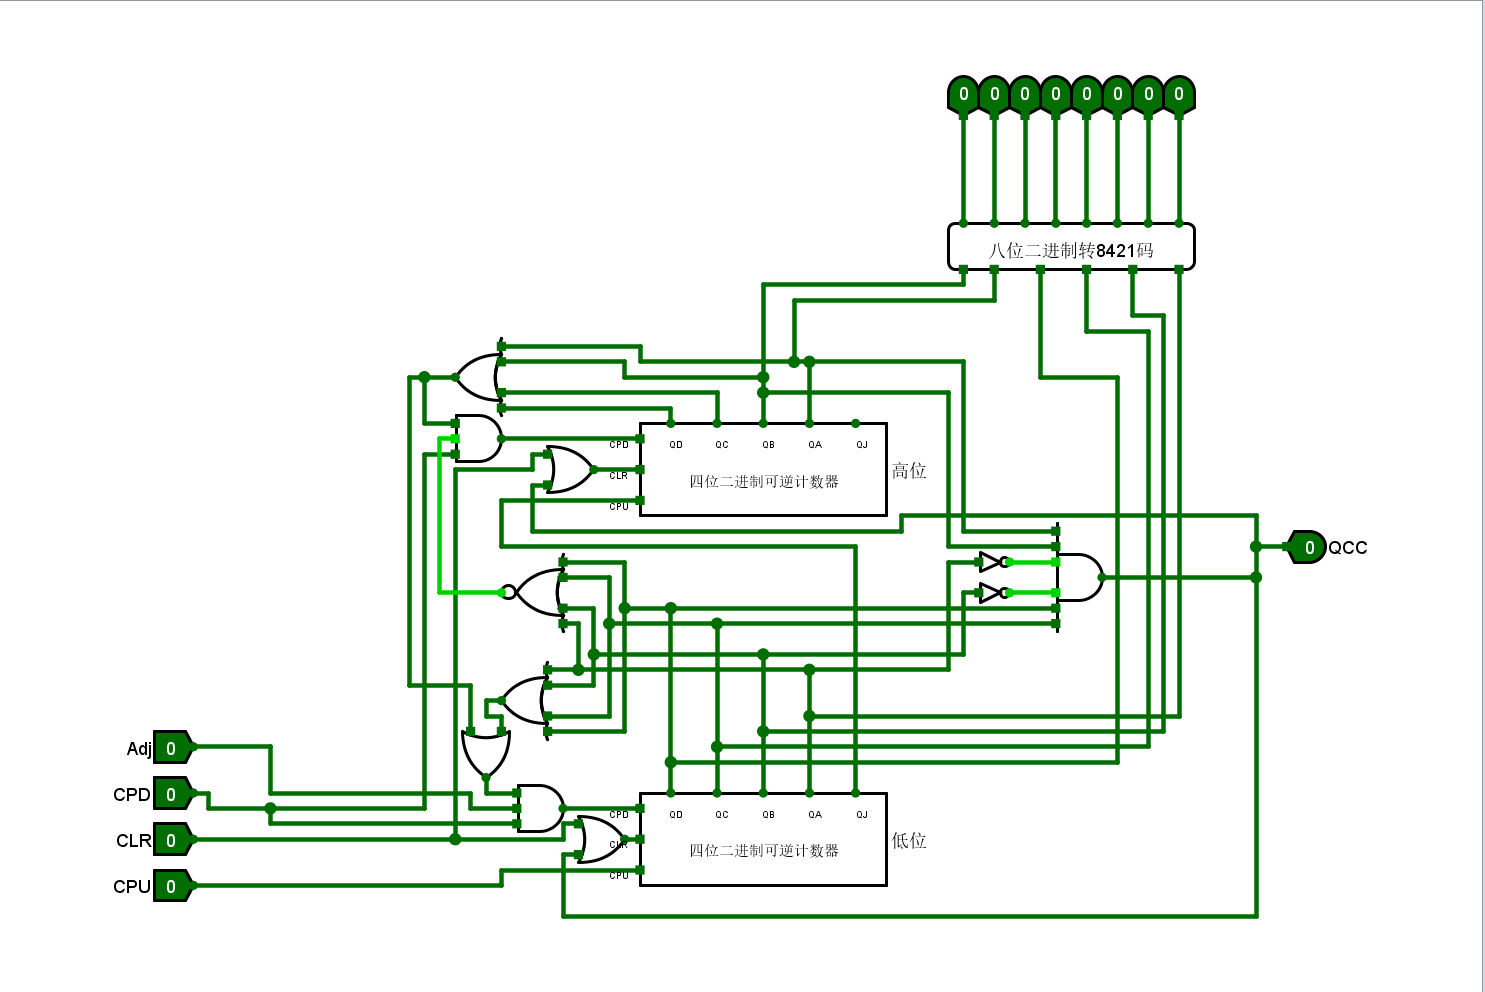 0 0 0 0 0 0 0 0
八位二进制转8421码
QD QC QB QA QJ
CPD
CLR
CPU
四位二进制可逆计数器
高位
0 QCC
Adj 0
CPD 0
CLR 0
CPU 0
QD QC QB QA QJ
CPD
CLR
CPU
四位二进制可逆计数器
低位